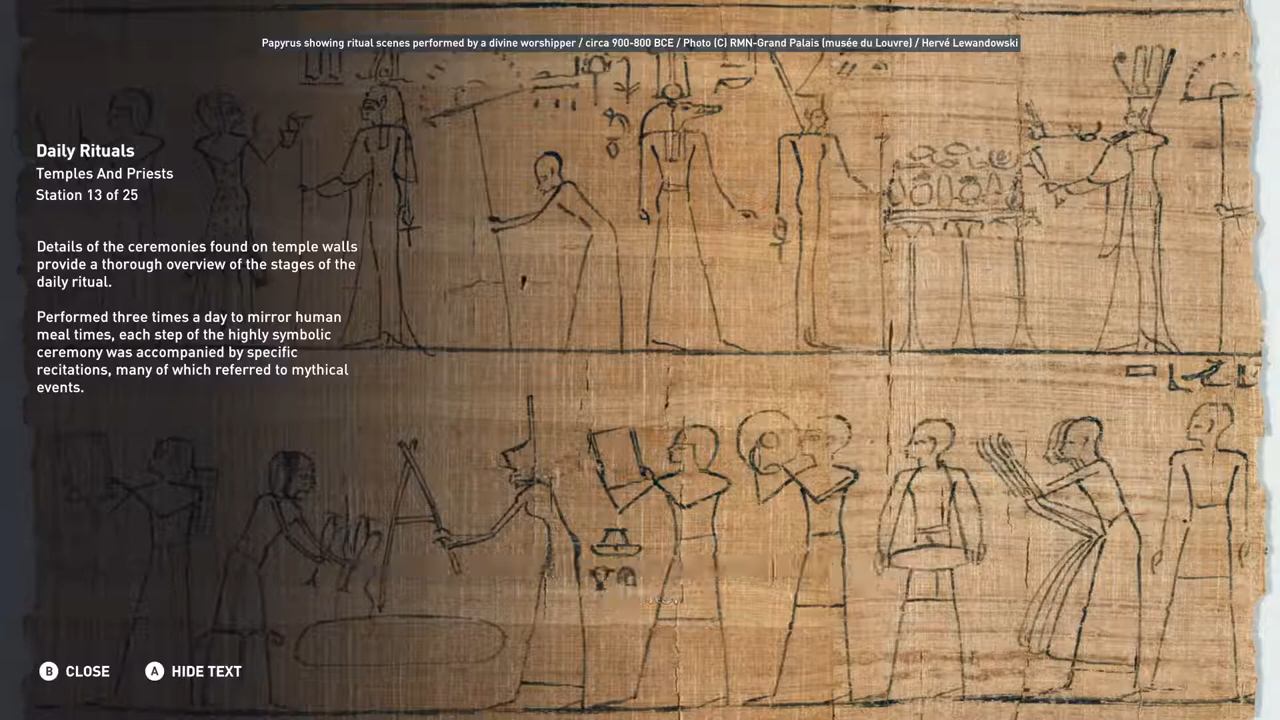 Papyrus showing ritual scenes performed by a divine worshipper / circa 900-800 BCE / Photo (C) RMN-Grand Palais (musée du Louvre) / Hervé Lewandowski
Daily Rituals
Temples And Priests
Station 13 of 25
Details of the ceremonies found on temple walls
provide a thorough overview of the stages of the
daily ritual.
Performed three times a day to mirror human
meal times, each step of the highly symbolic
ceremony was accompanied by specific
recitations, many of which referred to mythical
events.
B CLOSE
A HIDE TEXT